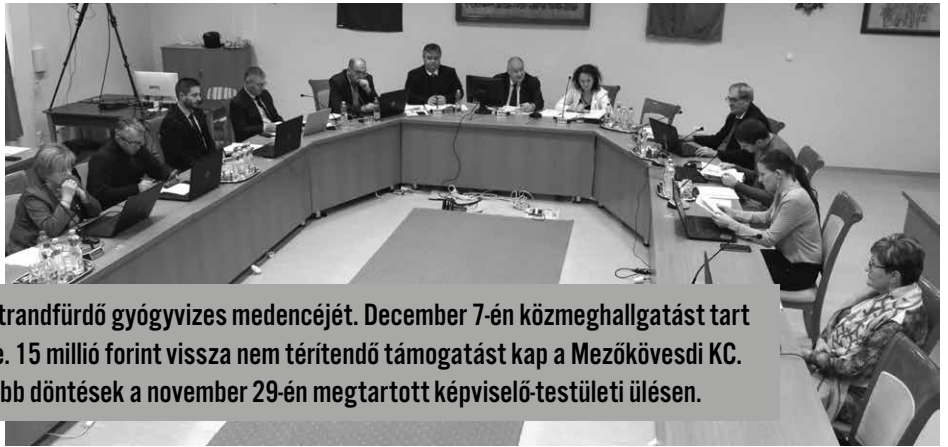 trandfürdő gyógyvizes medencéjét. December 7-én közmeghallgatást tart
e. 15 millió forint vissza nem térítendő támogatást kap a Mezőkövesdi KC.
bb döntések a november 29-én megtartott képviselő-testületi ülésen.